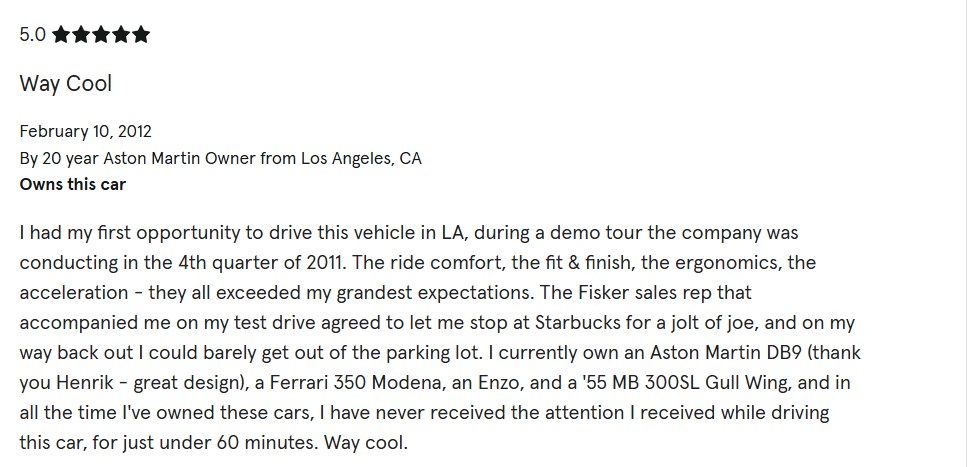 5.0 ★★★★★
Way Cool
February 10, 2012
By 20 year Aston Martin Owner from Los Angeles, CA
Owns this car
I had my first opportunity to drive this vehicle in LA, during a demo tour the company was
conducting in the 4th quarter of 2011. The ride comfort, the fit & finish, the ergonomics, the
acceleration - they all exceeded my grandest expectations. The Fisker sales rep that
accompanied me on my test drive agreed to let me stop at Starbucks for a jolt of joe, and on my
way back out I could barely get out of the parking lot. I currently own an Aston Martin DB9 (thank
you Henrik - great design), a Ferrari 350 Modena, an Enzo, and a '55 MB 300SL Gull Wing, and in
all the time I've owned these cars, I have never received the attention I received while driving
this car, for just under 60 minutes. Way cool.